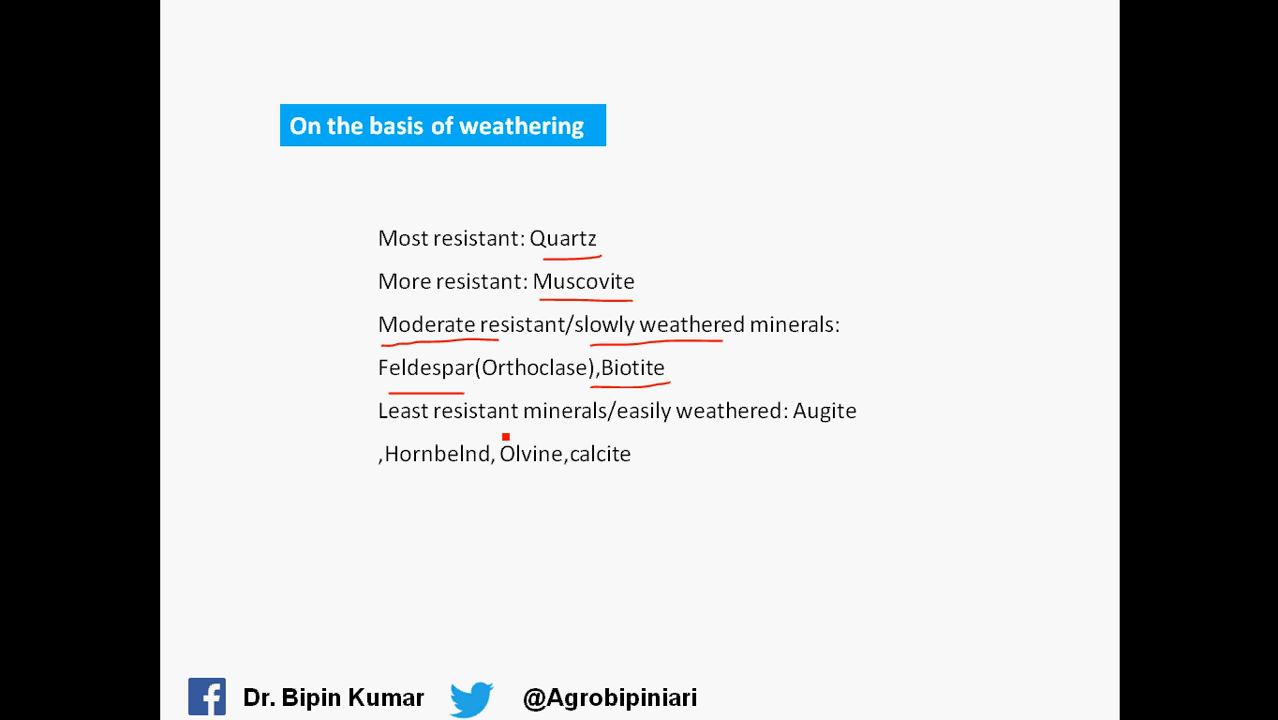 On the basis of weathering
Most resistant: Quartz
More resistant: Muscovite
Moderate resistant/slowly weathered minerals:
Feldespar(Orthoclase),Biotite
Least resistant minerals/easily weathered: Augite
,Hornbelnd, Olvine,calcite
Dr. Bipin Kumar @Agrobipiniari